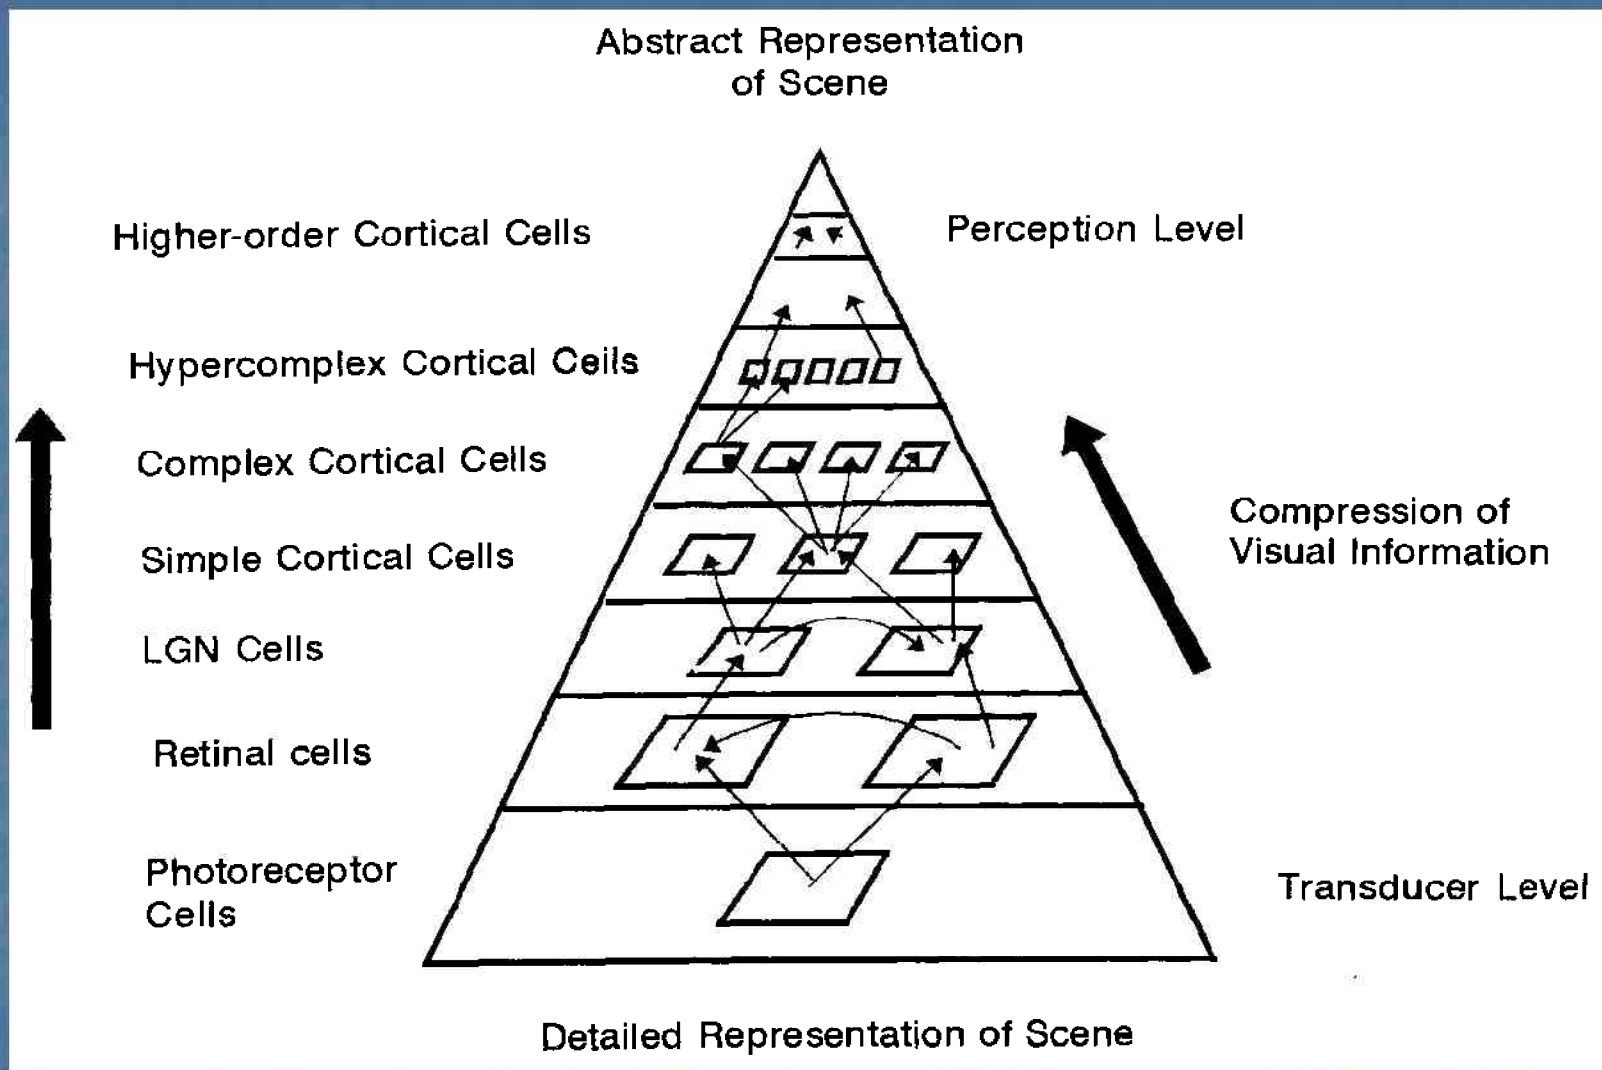 Abstract Representation
of Scene
Higher-order Cortical Cells
Perception Level
Hypercomplex Cortical Cells
Complex Cortical Cells
Compression of
Visual Information
Simple Cortical Cells
LGN Cells
Retinal cells
Photoreceptor
Cells
Transducer Level
Detailed Representation of Scene